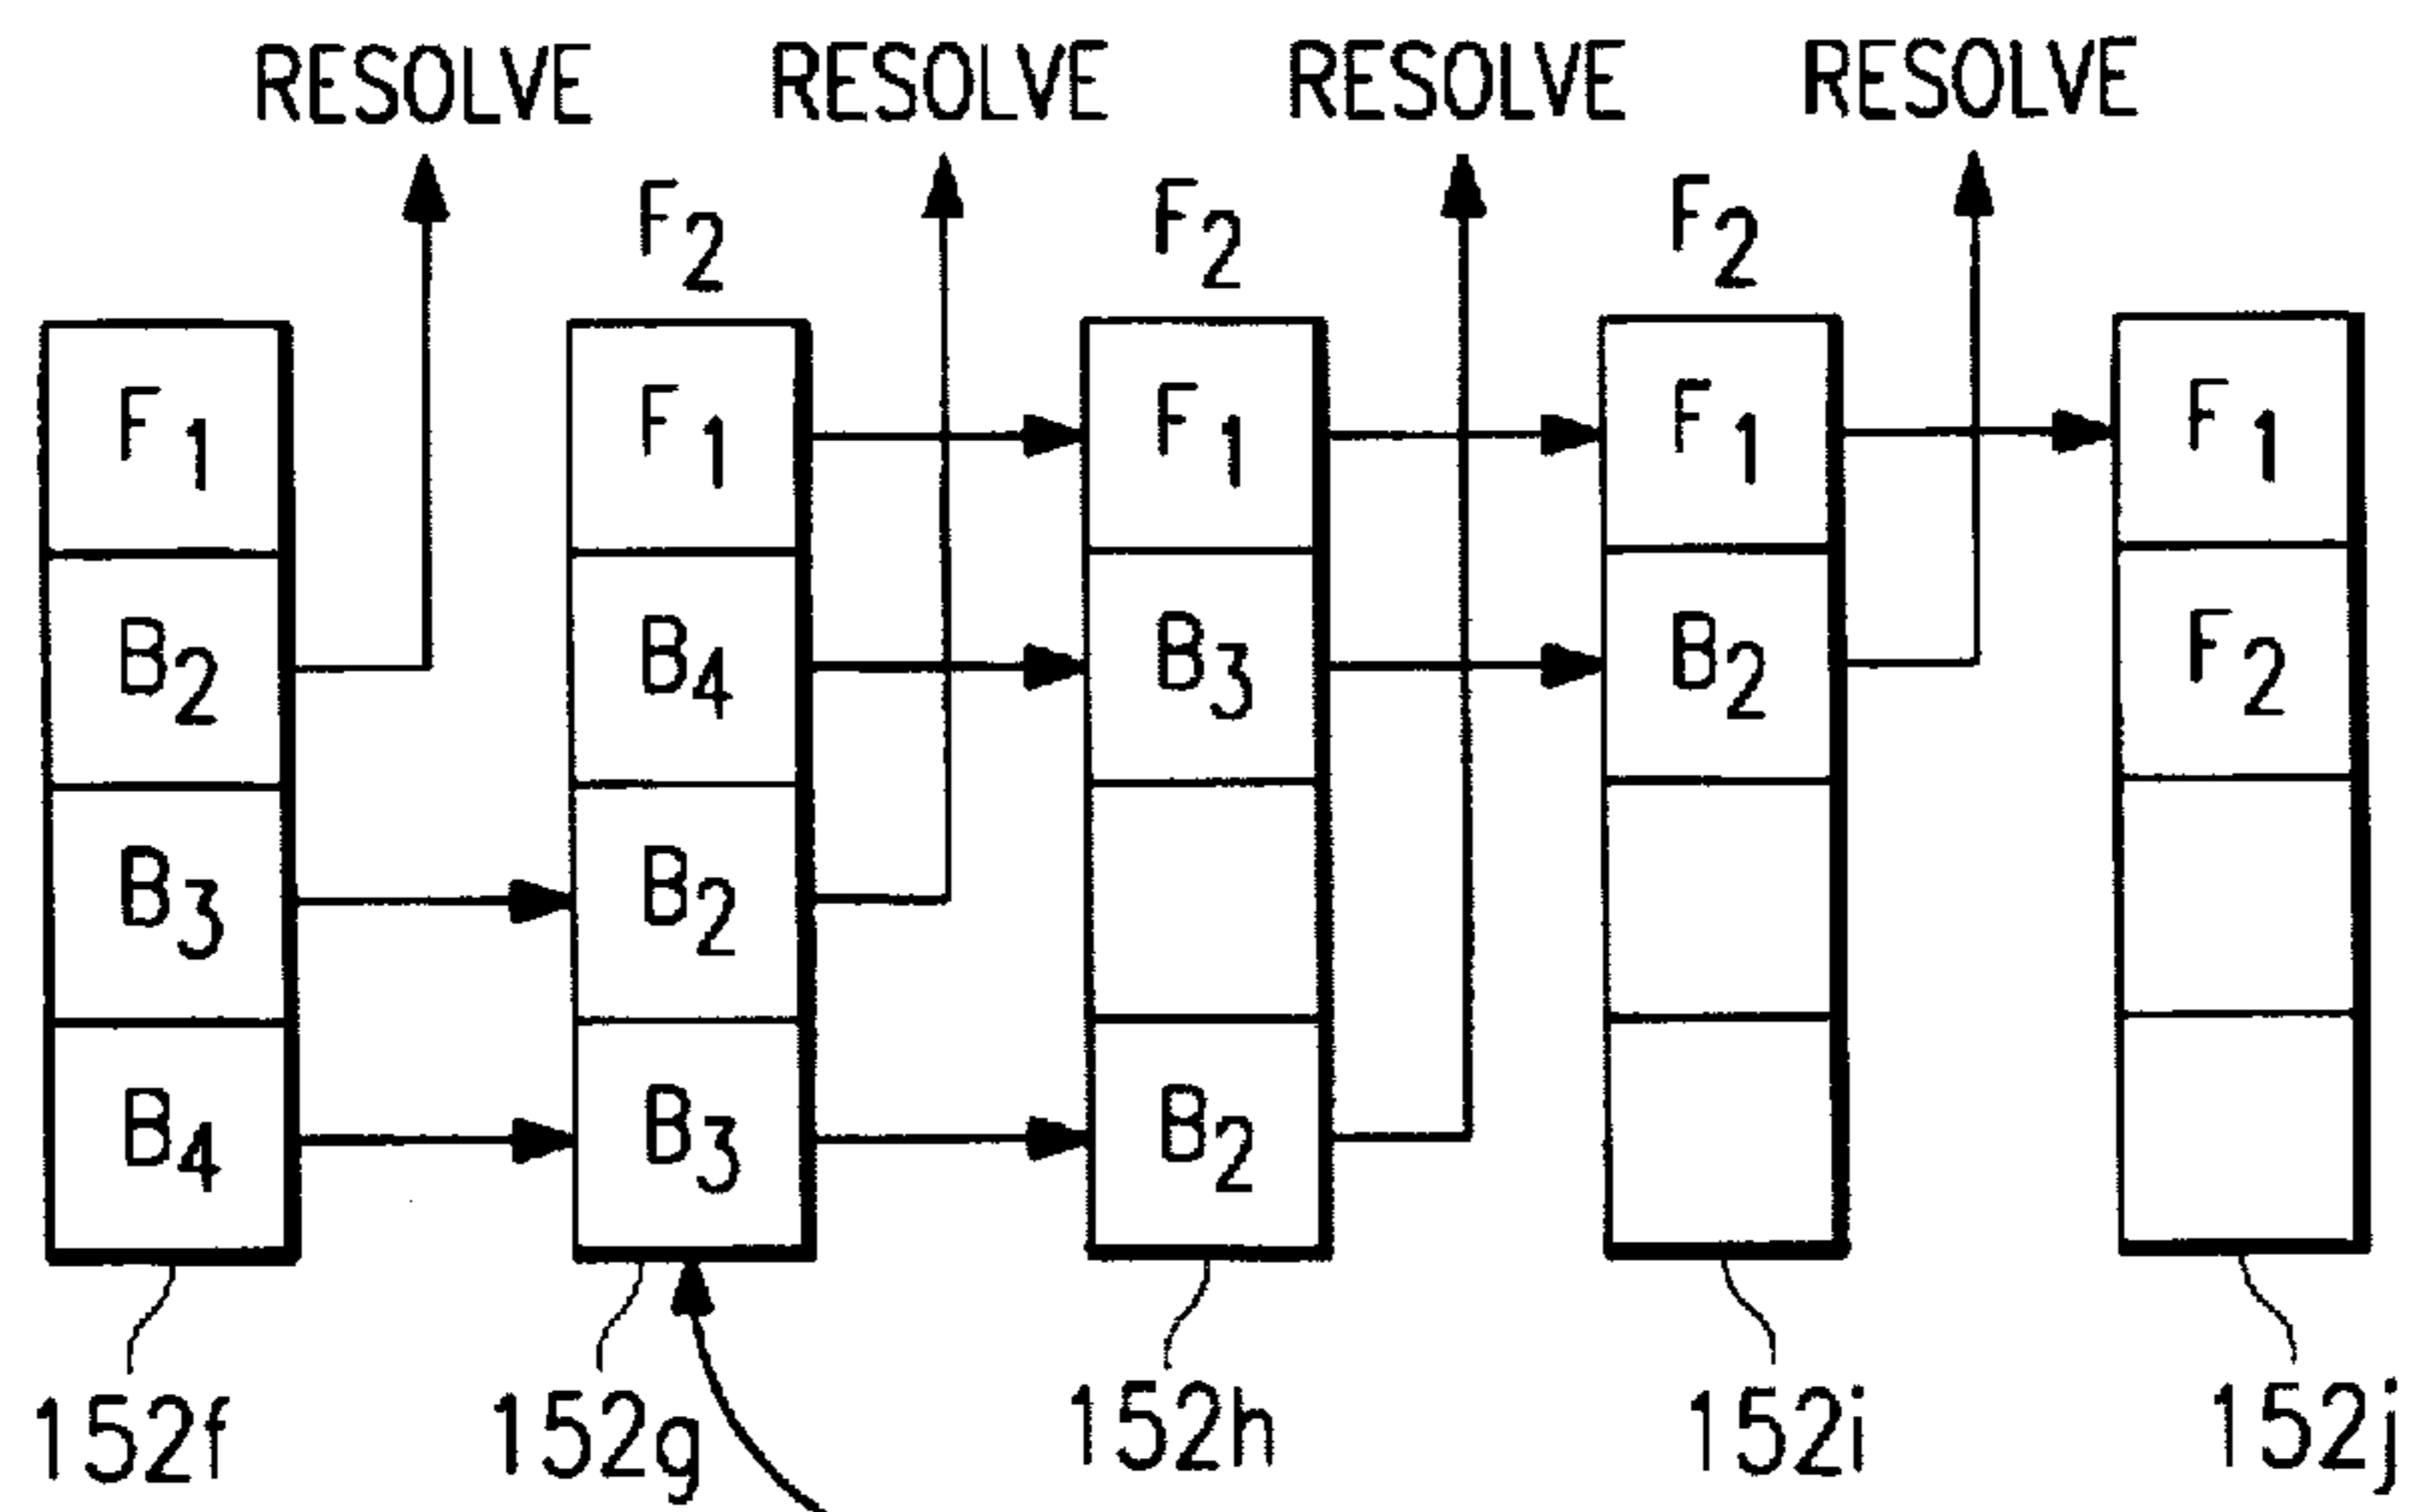 RESOLVE RESOLVE RESOLVE RESOLVE
F2 F2 F2
F1 F1 F1 F1 F1
B2 B4 B3 B2 F2
B3 B2
B4 B3 B2
152f 152g 152h 152i 152j